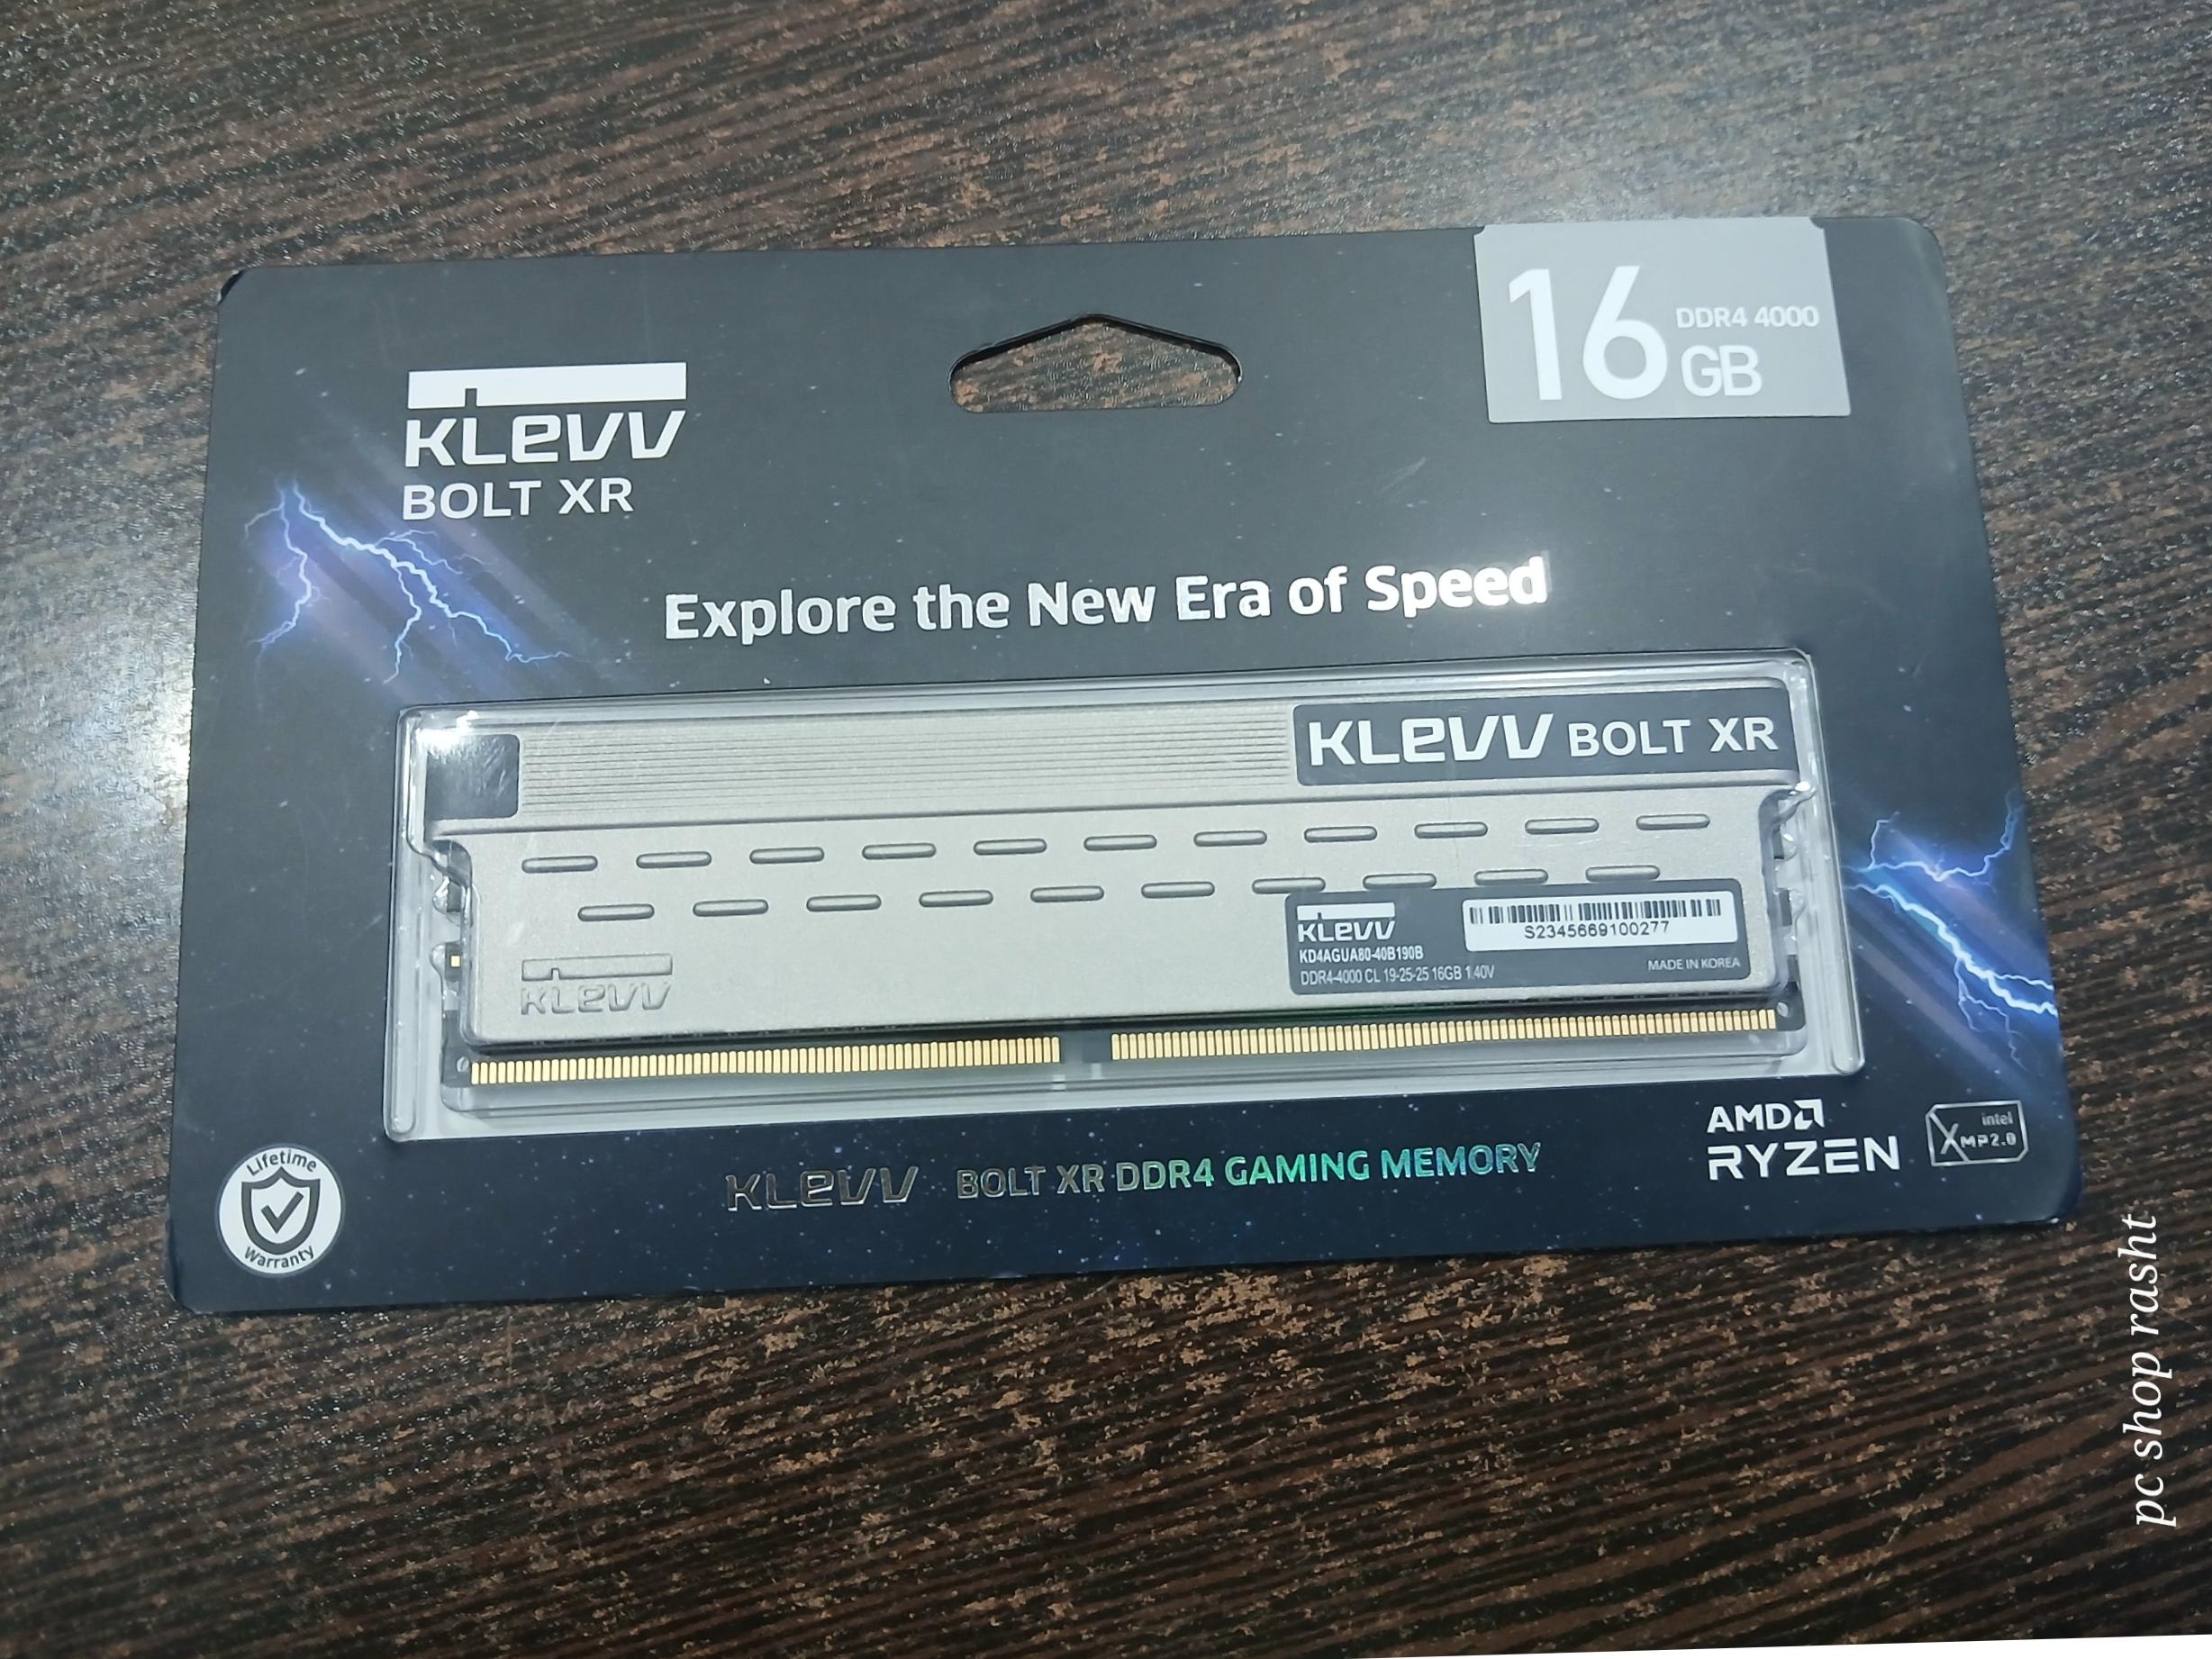 KLEVV
BOLT XR
16
DDR4 4000
GB
Explore the New Era of Speed
KLEVV BOLT XR
KLEVV
KD4AGUA80-40B190B
DDR4-4000 CL 19-25-25 16GB 1.40V
S2345669100277
MADE IN KOREA
KLEVV
Lifetime
Warranty
KLEVV BOLT XR DDR4 GAMING MEMORY
AMD
RYZEN
intel
XMP2.0
pc shop rasht